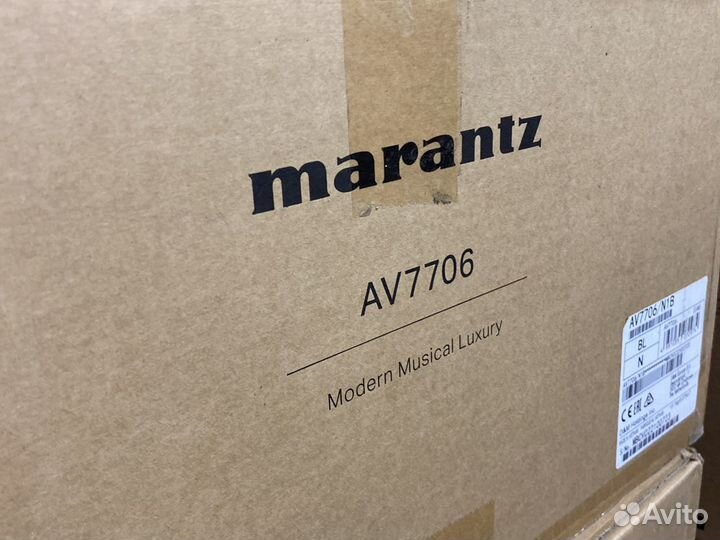 marantz
AV7706
Modern Musical Luxury
AV7706/N1B
BL
N
Avito